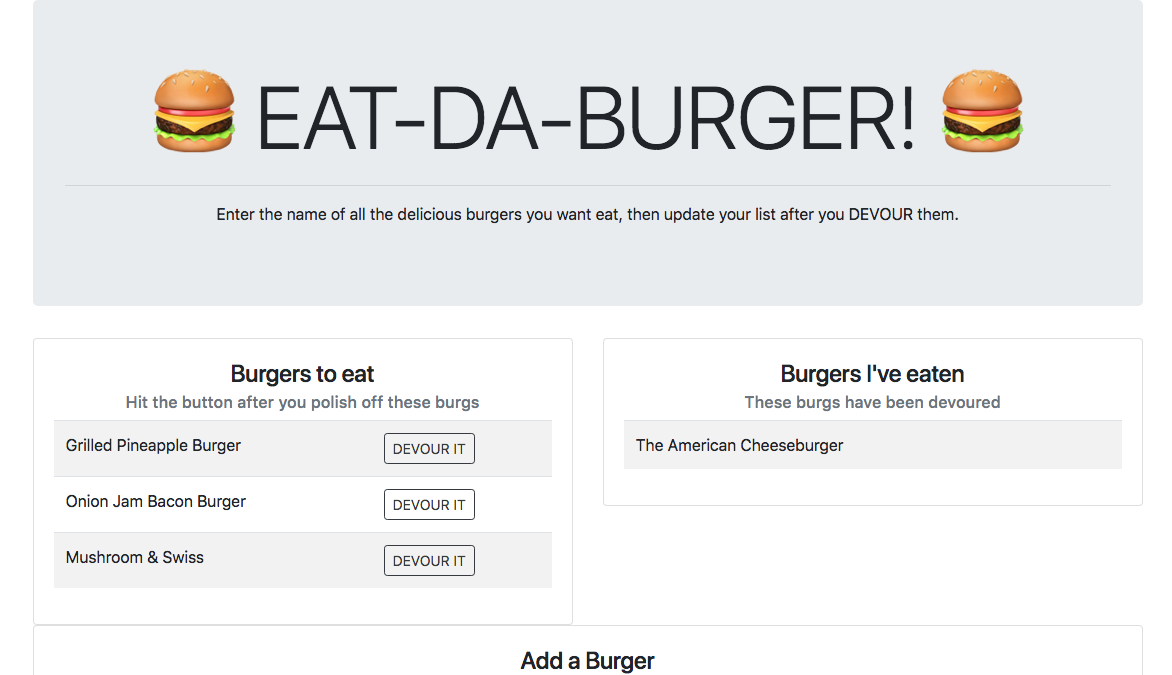 🍔 EAT-DA-BURGER! 🍔
Enter the name of all the delicious burgers you want eat, then update your list after you DEVOUR them.
Burgers to eat
Hit the button after you polish off these burgs
Grilled Pineapple Burger DEVOUR IT
Onion Jam Bacon Burger DEVOUR IT
Mushroom & Swiss DEVOUR IT
Burgers I've eaten
These burgs have been devoured
The American Cheeseburger
Add a Burger